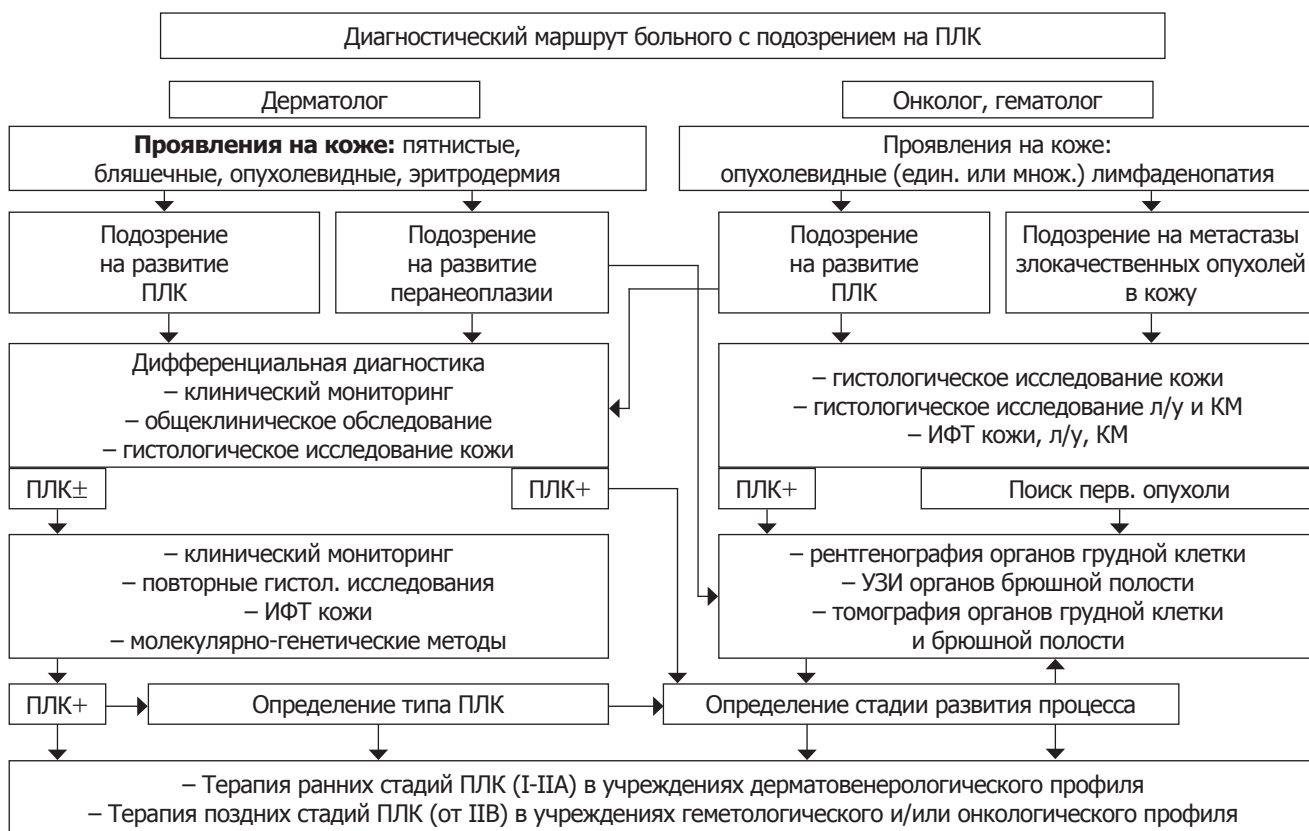 Диагностический маршрут больного с подозрением на ПЛК
Дерматолог
Онколог, гематолог
Проявления на коже: пятнистые,
бляшечные, опухолевидные, эритродермия
Проявления на коже:
опухолевидные (един. или множ.) лимфаденопатия
Подозрение
на развитие
ПЛК
Подозрение
на развитие
перанеоплазии
Подозрение
на развитие
ПЛК
Подозрение на метастазы
злокачественных опухолей
в кожу
Дифференциальная диагностика
– клинический мониторинг
– общеклиническое обследование
– гистологическое исследование кожи
– гистологическое исследование кожи
– гистологическое исследование л/у и КМ
– ИФТ кожи, л/у, КМ
ПЛК±
ПЛК+
ПЛК+
Поиск перв. опухоли
– клинический мониторинг
– повторные гистол. исследования
– ИФТ кожи
– молекулярно-генетические методы
– рентгенография органов грудной клетки
– УЗИ органов брюшной полости
– томография органов грудной клетки
и брюшной полости
ПЛК+
Определение типа ПЛК
Определение стадии развития процесса
– Терапия ранних стадий ПЛК (I-IIA) в учреждениях дерматовенерологического профиля
– Терапия поздних стадий ПЛК (от IIB) в учреждениях геметологического и/или онкологического профиля